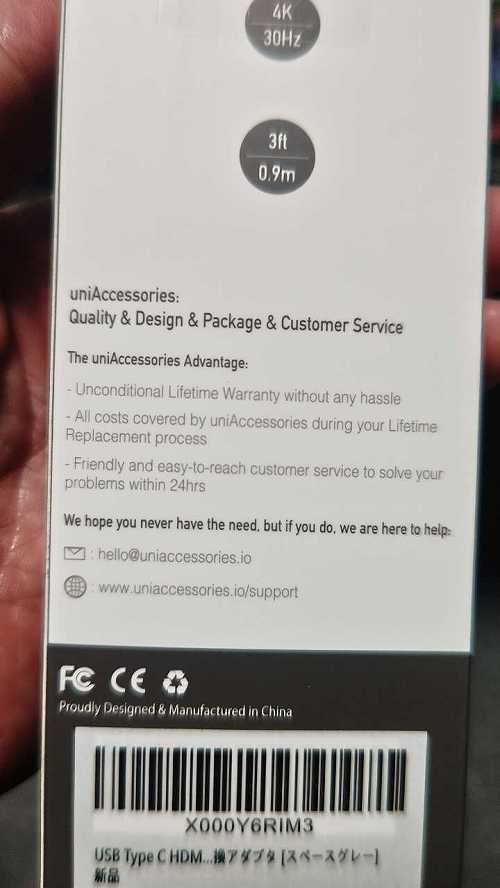 4K
30Hz
3ft
0.9m
uniAccessories:
Quality & Design & Package & Customer Service
The uniAccessories Advantage:
- Unconditional Lifetime Warranty without any hassle
- All costs covered by uniAccessories during your Lifetime
Replacement process
- Friendly and easy-to-reach customer service to solve your
problems within 24hrs
We hope you never have the need, but if you do, we are here to help:
: hello@uniaccessories.io
: www.uniaccessories.io/support
FC CE
Proudly Designed & Manufactured in China
X000Y6RIM3
USB Type C HDM...換アダプタ [スペースグレー]
新品